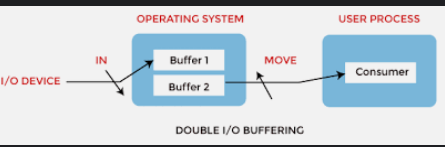 OPERATING SYSTEM
USER PROCESS
IN
Buffer 1
MOVE
I/O DEVICE
Buffer 2
Consumer
DOUBLE I/O BUFFERING